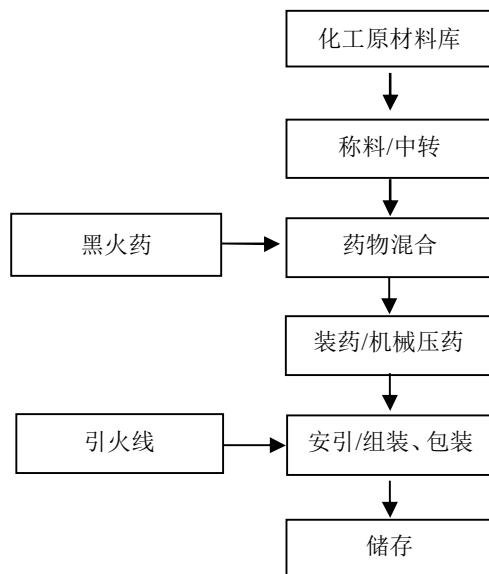 化工原材料库
称料/中转
黑火药
药物混合
装药/机械压药
引火线
安引/组装、包装
储存